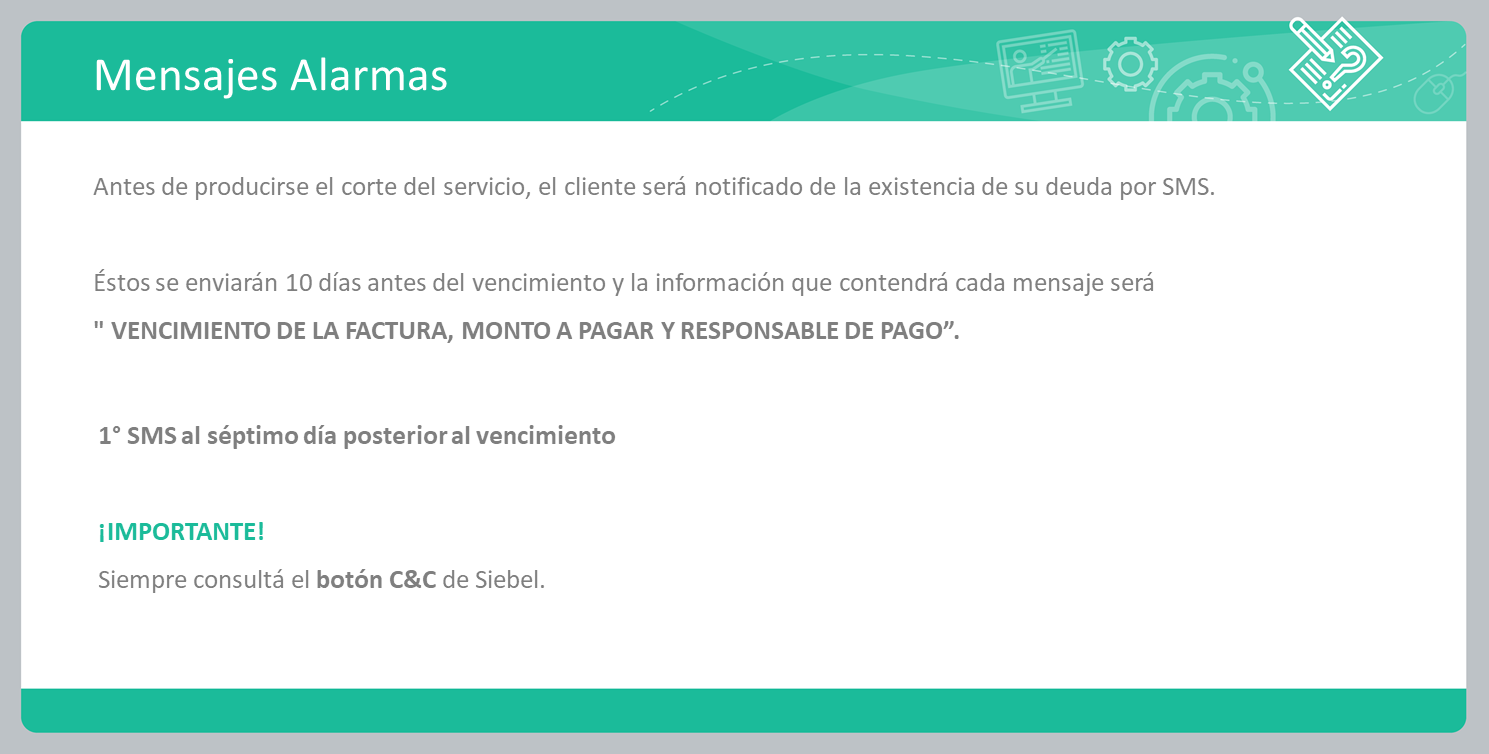 Mensajes Alarmas
Antes de producirse el corte del servicio, el cliente será notificado de la existencia de su deuda por SMS.
Éstos se enviarán 10 días antes del vencimiento y la información que contendrá cada mensaje será
" VENCIMIENTO DE LA FACTURA, MONTO A PAGAR Y RESPONSABLE DE PAGO”.
1° SMS al séptimo día posterior al vencimiento
¡IMPORTANTE!
Siempre consultá el botón C&C de Siebel.